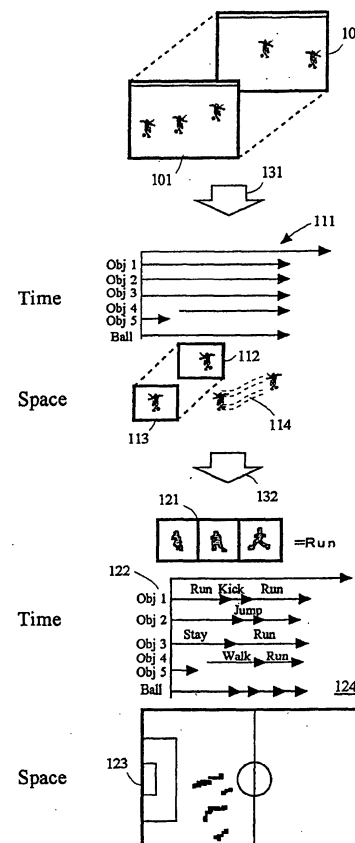 10
101
131
111
Time
Obj 1
Obj 2
Obj 3
Obj 4
Obj 5
Ball
112
Space
113
114
132
121
=Run
122
Run Kick Run
Obj 1
Jump
Time
Obj 2
Stay Run
Obj 3
Obj 4
Walk Run
Obj 5
Ball
124
123
Space